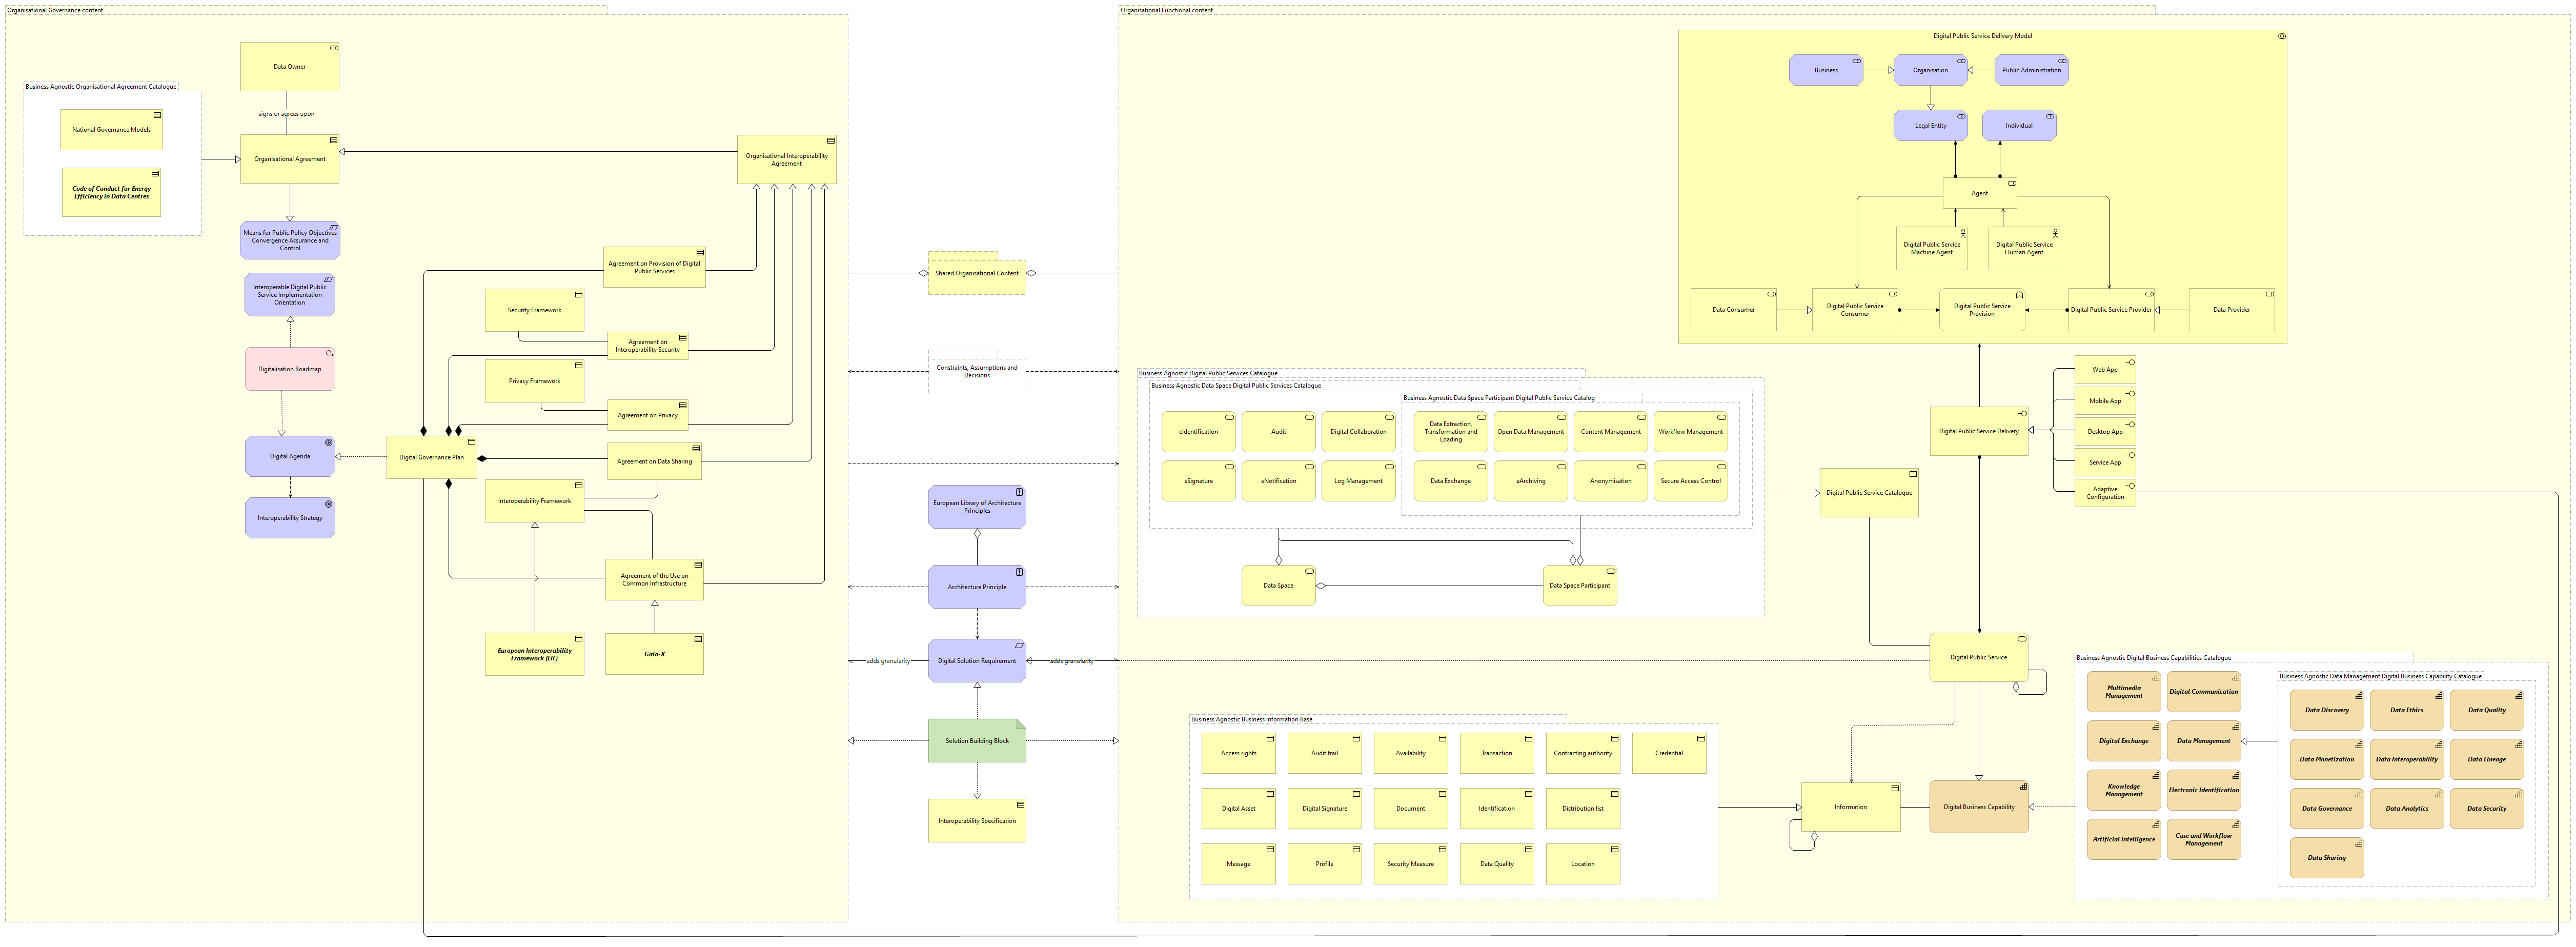 Organisational Governance content
Data Owner
Business Agnostic Organisational Agreement Catalogue
National Governance Models
Code of Conduct for Energy
Efficiency in Data Centres
signs or agrees upon
Organisational Agreement
Means for Public Policy Objectives
Convergence Assurance and
Control
Interoperable Digital Public
Service Implementation
Orientation
Digitalisation Roadmap
Digital Agenda
Interoperability Strategy
Digital Governance Plan
Organisational Interoperability
Agreement
Agreement on Provision of Digital
Public Services
Security Framework
Agreement on
Interoperability Security
Privacy Framework
Agreement on Privacy
Agreement on Data Sharing
Interoperability Framework
Agreement of the Use on
Common Infrastructure
European Interoperability
Framework (EIF)
Gaia-X
Shared Organisational Content
Constraints, Assumptions and
Decisions
European Library of Architecture
Principles
Architecture Principle
adds granularity
Digital Solution Requirement
adds granularity
Solution Building Block
Interoperability Specification
Organisational Functional content
Digital Public Service Delivery Model
Business
Organisation
Public Administration
Legal Entity
Individual
Agent
Digital Public Service
Machine Agent
Digital Public Service
Human Agent
Data Consumer
Digital Public Service
Consumer
Digital Public Service
Provision
Digital Public Service Provider
Data Provider
Business Agnostic Digital Public Services Catalogue
Business Agnostic Data Space Digital Public Services Catalogue
Business Agnostic Data Space Participant Digital Public Service Catalog
eIdentification
Audit
Digital Collaboration
Data Extraction,
Transformation and
Loading
Open Data Management
Content Management
Workflow Management
eSignature
eNotification
Log Management
Data Exchange
eArchiving
Anonymisation
Secure Access Control
Data Space
Data Space Participant
Digital Public Service Catalogue
Digital Public Service Delivery
Web App
Mobile App
Desktop App
Service App
Adaptive
Configuration
Digital Public Service
Business Agnostic Business Information Base
Access rights
Audit trail
Availability
Transaction
Contracting authority
Credential
Digital Asset
Digital Signature
Document
Identification
Distribution list
Message
Profile
Security Measure
Data Quality
Location
Information
Digital Business Capability
Business Agnostic Digital Business Capabilities Catalogue
Multimedia
Management
Digital Communication
Digital Exchange
Data Management
Knowledge
Management
Electronic Identification
Artificial Intelligence
Case and Workflow
Management
Business Agnostic Data Management Digital Business Capability Catalogue
Data Discovery
Data Ethics
Data Quality
Data Monetization
Data Interoperability
Data Lineage
Data Governance
Data Analytics
Data Security
Data Sharing